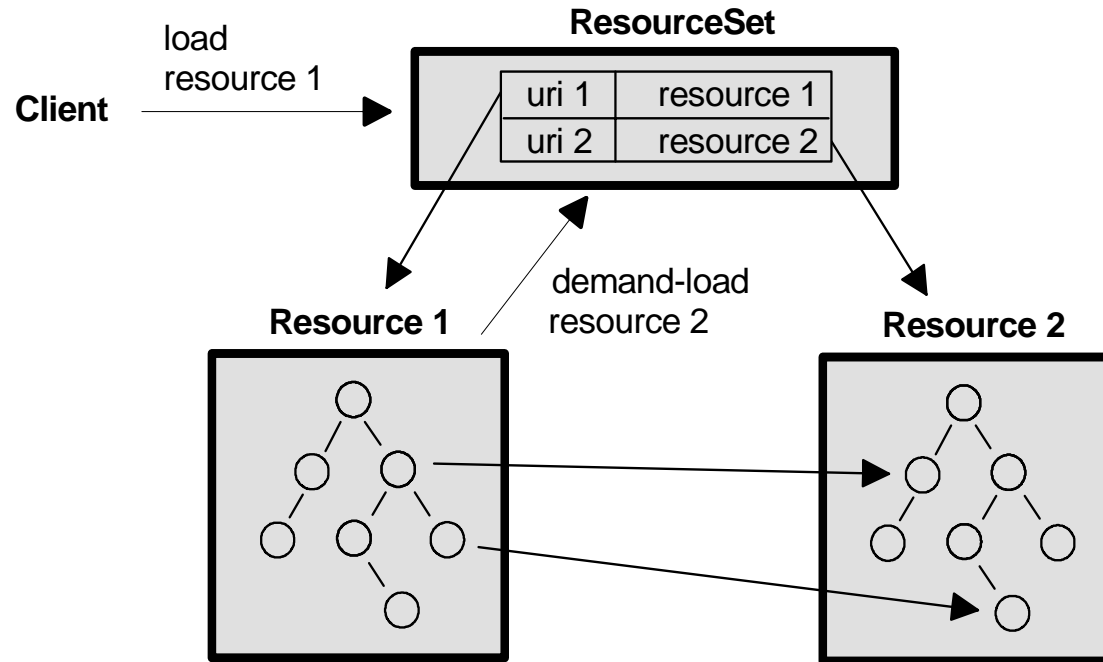 ResourceSet
load
resource 1
Client
uri 1 resource 1
uri 2 resource 2
demand-load
resource 2
Resource 1
Resource 2